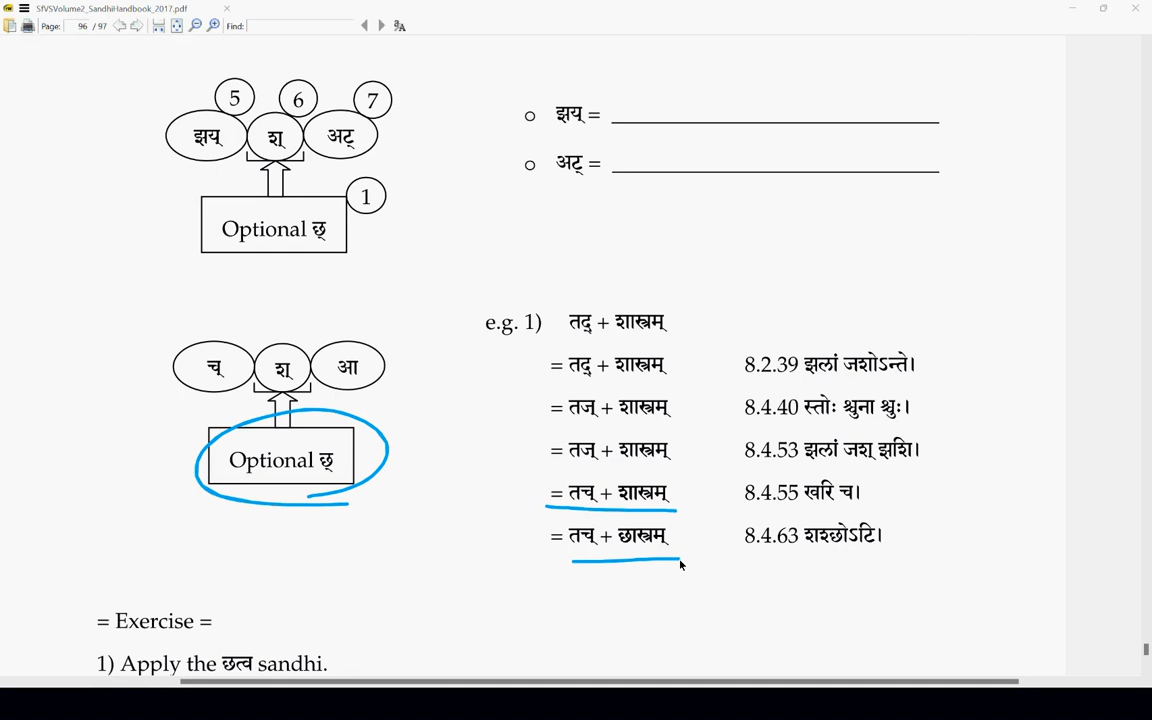 SfVSVolume2_SandhiHandbook_2017.pdf
Page: 96 / 97 Find:
5 6 7
झय् श् अट्
1
Optional छ्
झय् =
अट् =
e.g. 1) तद् + शास्त्रम्
= तद् + शास्त्रम् 8.2.39 झलां जशोऽन्ते।
च् श् आ
= तज् + शास्त्रम् 8.4.40 स्तोः श्चुना श्चुः।
= तज् + शास्त्रम् 8.4.53 झलां जश् झशि।
Optional छ्
= तच् + शास्त्रम् 8.4.55 खरि च।
= तच् + छास्त्रम् 8.4.63 शश्छोऽटि।
= Exercise =
1) Apply the छत्व sandhi.